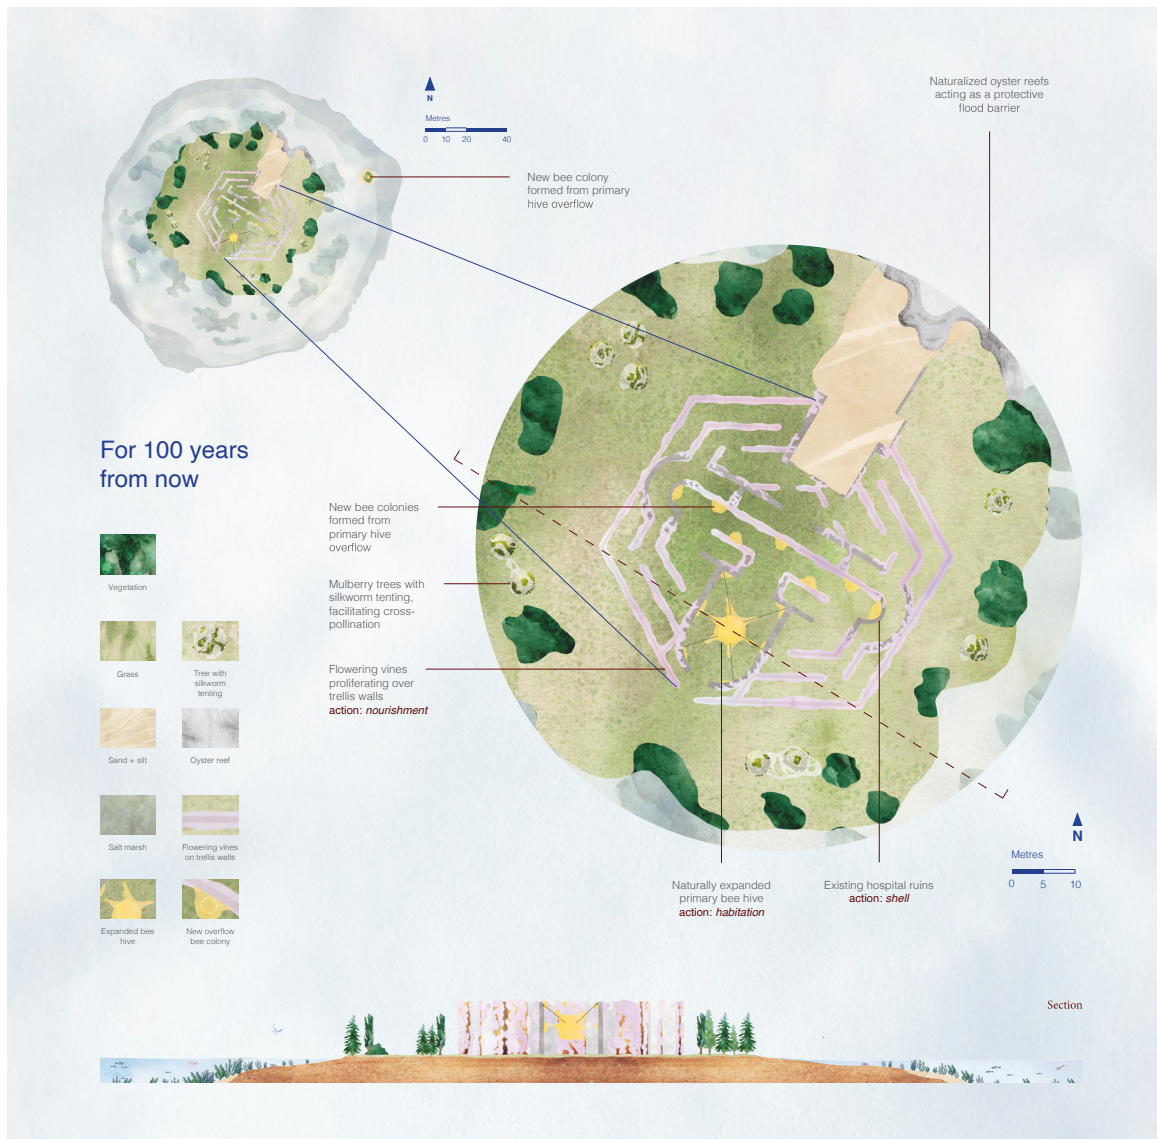 N
Metres
0 10 20 40
Naturalized oyster reefs
acting as a protective
flood barrier
New bee colony
formed from primary
hive overflow
For 100 years
from now
New bee colonies
formed from
primary hive
overflow
Mulberry trees with
silkworm tenting,
facilitating cross-
pollination
Flowering vines
proliferating over
trellis walls
action: nourishment
Vegetation
Grass
Tree with
silkworm
tenting
Sand + silt
Oyster reef
Salt marsh
Flowering vines
on trellis walls
Expanded bee
hive
New overflow
bee colony
N
Metres
0 5 10
Naturally expanded
primary bee hive
action: habitation
Existing hospital ruins
action: shell
Section